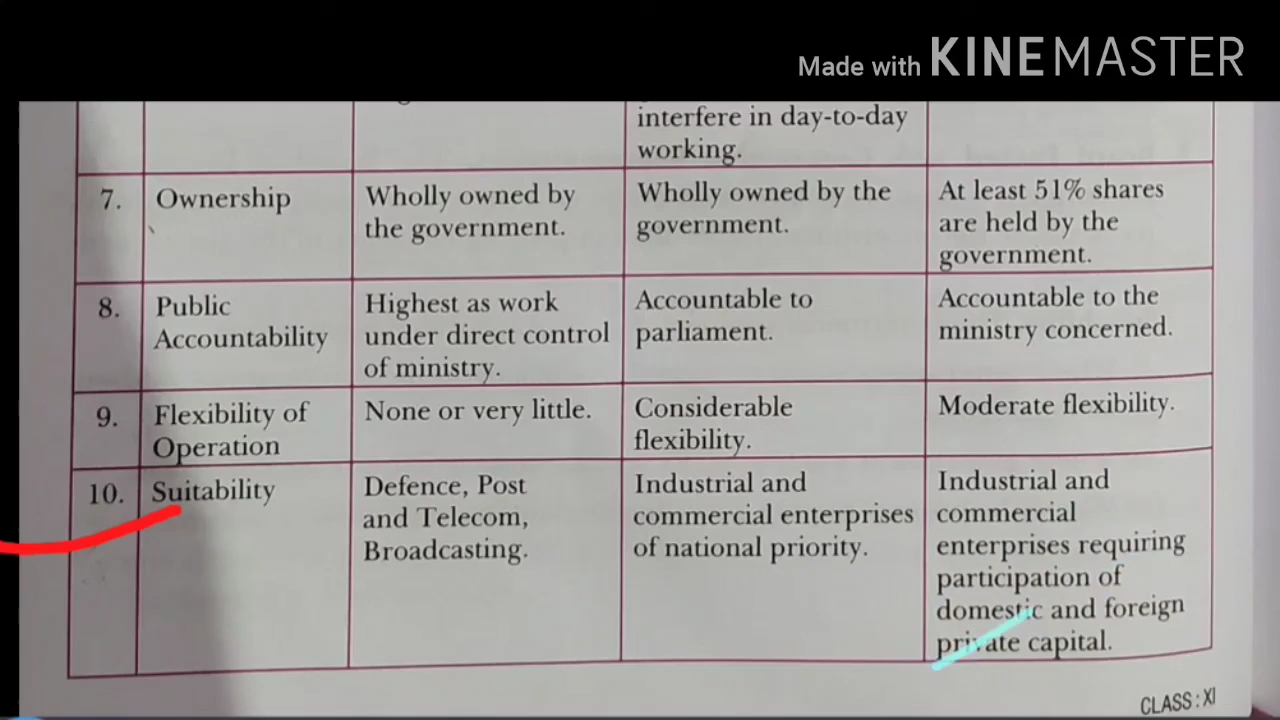 Made with KINEMASTER
interfere in day-to-day
working.
7. Ownership
Wholly owned by
the government.
Wholly owned by the
government.
At least 51% shares
are held by the
government.
8. Public
Accountability
Highest as work
under direct control
of ministry.
Accountable to
parliament.
Accountable to the
ministry concerned.
9. Flexibility of
Operation
None or very little.
Considerable
flexibility.
Moderate flexibility.
10. Suitability
Defence, Post
and Telecom,
Broadcasting.
Industrial and
commercial enterprises
of national priority.
Industrial and
commercial
enterprises requiring
participation of
domestic and foreign
private capital.
CLASS : XI